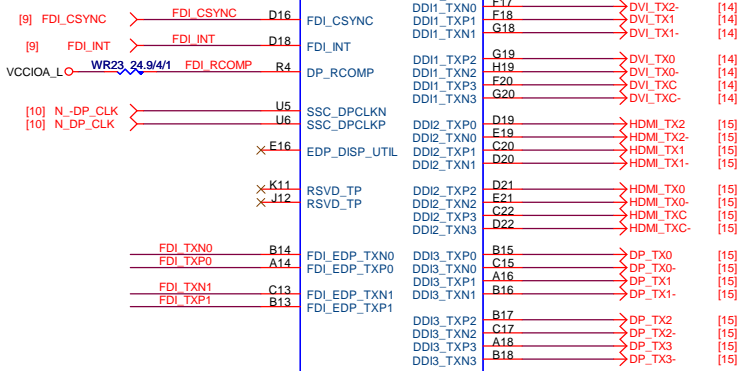 DDI1_TXN0 F17 DVI_TX2- [14]
[9] FDI_CSYNC FDI_CSYNC D16 FDI_CSYNC DDI1_TXP1 F18 DVI_TX1 [14]
DDI1_TXN1 G18 DVI_TX1- [14]
[9] FDI_INT FDI_INT D18 FDI_INT
DDI1_TXP2 G19 DVI_TX0 [14]
VCCIOA_L WR23 24.9/4/1 FDI_RCOMP R4 DP_RCOMP DDI1_TXN2 H19 DVI_TX0- [14]
DDI1_TXP3 F20 DVI_TXC [14]
DDI1_TXN3 G20 DVI_TXC- [14]
[10] N_-DP_CLK U5 SSC_DPCLKN
[10] N_DP_CLK U6 SSC_DPCLKP DDI2_TXP0 D19 HDMI_TX2 [15]
DDI2_TXN0 E19 HDMI_TX2- [15]
E16 EDP_DISP_UTIL DDI2_TXP1 C20 HDMI_TX1 [15]
DDI2_TXN1 D20 HDMI_TX1- [15]
K11 RSVD_TP DDI2_TXP2 D21 HDMI_TX0 [15]
J12 RSVD_TP DDI2_TXN2 E21 HDMI_TX0- [15]
DDI2_TXP3 C22 HDMI_TXC [15]
DDI2_TXN3 D22 HDMI_TXC- [15]
FDI_TXN0 B14 FDI_EDP_TXN0 DDI3_TXP0 B15 DP_TX0 [15]
FDI_TXP0 A14 FDI_EDP_TXP0 DDI3_TXN0 C15 DP_TX0- [15]
DDI3_TXP1 A16 DP_TX1 [15]
FDI_TXN1 C13 FDI_EDP_TXN1 DDI3_TXN1 B16 DP_TX1- [15]
FDI_TXP1 B13 FDI_EDP_TXP1
DDI3_TXP2 B17 DP_TX2 [15]
DDI3_TXN2 C17 DP_TX2- [15]
DDI3_TXP3 A18 DP_TX3 [15]
DDI3_TXN3 B18 DP_TX3- [15]